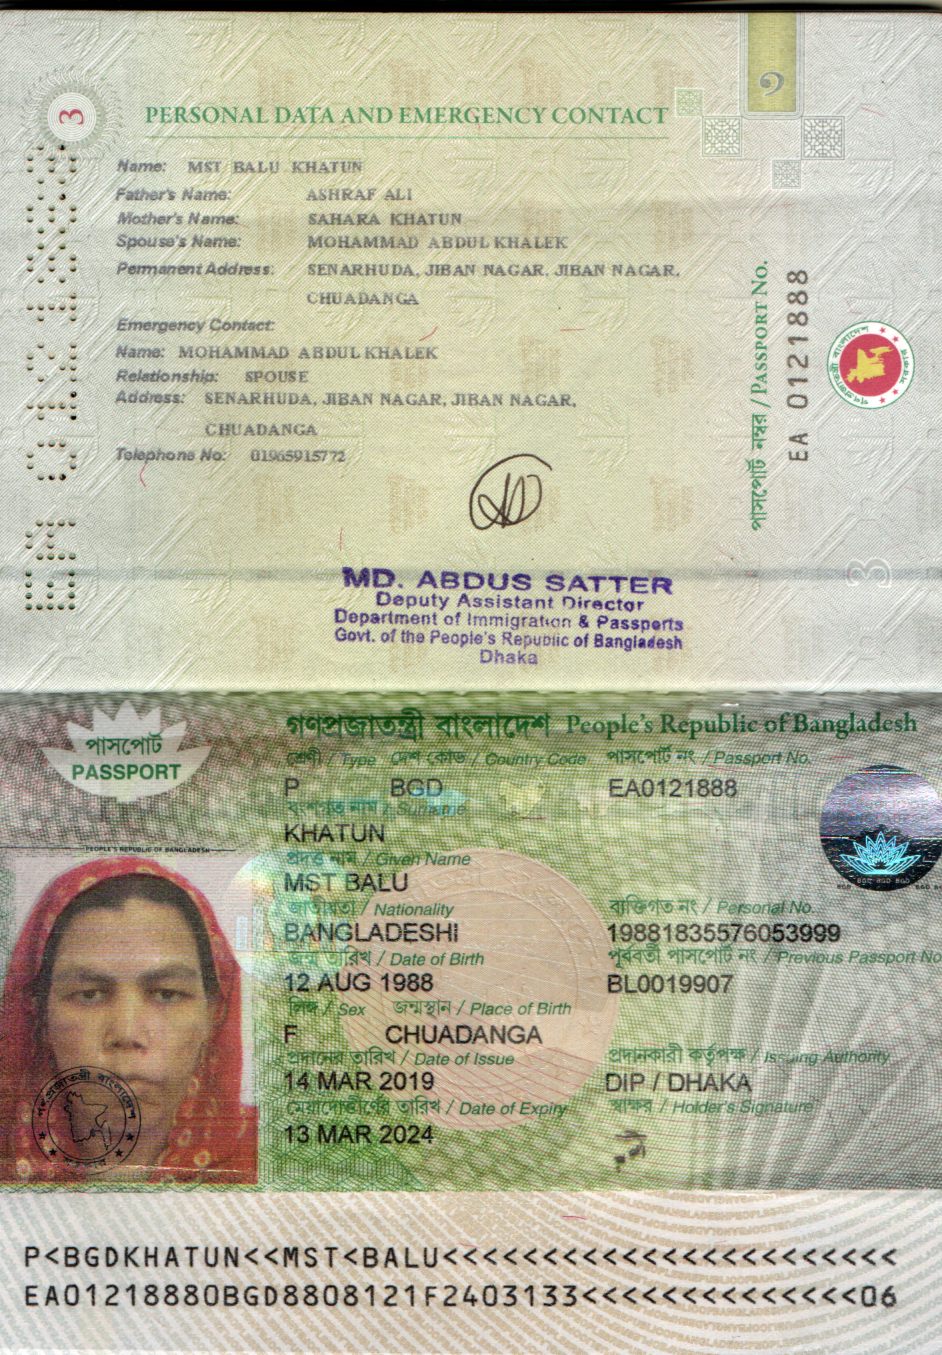 3
PERSONAL DATA AND EMERGENCY CONTACT
Name: MST BALU KHATUN
Father's Name: ASHRAF ALI
Mother's Name: SAHARA KHATUN
Spouse's Name: MOHAMMAD ABDUL KHALEK
Permanent Address: SENARHUDA, JIBAN NAGAR, JIBAN NAGAR,
CHUADANGA
Emergency Contact:
Name: MOHAMMAD ABDUL KHALEK
Relationship: SPOUSE
Address: SENARHUDA, JIBAN NAGAR, JIBAN NAGAR,
CHUADANGA
Telephone No: 01965915772
EA 0121888
পাসপোর্ট নম্বর / PASSPORT No.
EA 0121888
3
MD. ABDUS SATTER
Deputy Assistant Director
Department of Immigration & Passports
Govt. of the People's Republic of Bangladesh
Dhaka
পাসপোর্ট
PASSPORT
গণপ্রজাতন্ত্রী বাংলাদেশ People's Republic of Bangladesh
শ্রেণী / Type দেশ কোড / Country Code পাসপোর্ট নং / Passport No.
P BGD EA0121888
বংশগত নাম / Surname
KHATUN
প্রদত্ত নাম / Given Name
MST BALU
জাতীয়তা / Nationality ব্যক্তিগত নং / Personal No.
BANGLADESHI 19881835576053999
জন্ম তারিখ / Date of Birth পূর্ববর্তী পাসপোর্ট নং / Previous Passport No
12 AUG 1988 BL0019907
লিঙ্গ / Sex জন্মস্থান / Place of Birth
F CHUADANGA
প্রদানের তারিখ / Date of Issue প্রদানকারী কর্তৃপক্ষ / Issuing Authority
14 MAR 2019 DIP / DHAKA
মেয়াদোত্তীর্ণের তারিখ / Date of Expiry স্বাক্ষর / Holder's Signature
13 MAR 2024
PEOPLE'S REPUBLIC OF BANGLADESH
P<BGDKHATUN<<MST<BALU<<<<<<<<<<<<<<<<<<<<<<<
EA01218880BGD8808121F2403133<<<<<<<<<<<<<<06